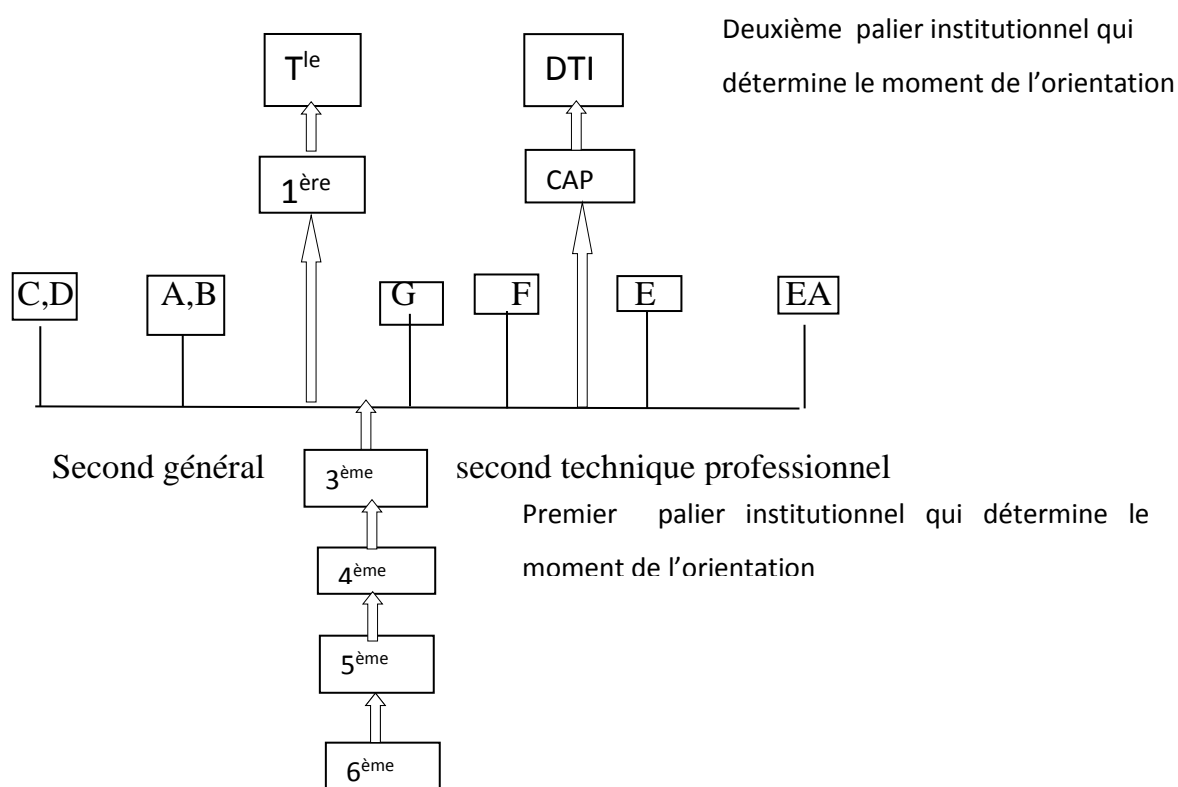 Deuxième palier institutionnel qui
détermine le moment de l’orientation
Tle
DTI
1ère
CAP
C,D
A,B
G
F
E
EA
Second général
second technique professionnel
3ème
Premier palier institutionnel qui détermine le
moment de l’orientation
4ème
5ème
6ème